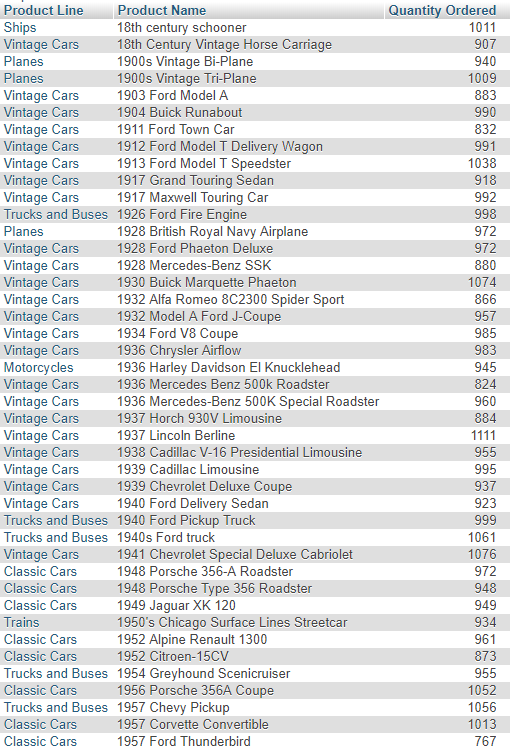 Product Line Product Name Quantity Ordered
Ships 18th century schooner 1011
Vintage Cars 18th Century Vintage Horse Carriage 907
Planes 1900s Vintage Bi-Plane 940
Planes 1900s Vintage Tri-Plane 1009
Vintage Cars 1903 Ford Model A 883
Vintage Cars 1904 Buick Runabout 990
Vintage Cars 1911 Ford Town Car 832
Vintage Cars 1912 Ford Model T Delivery Wagon 991
Vintage Cars 1913 Ford Model T Speedster 1038
Vintage Cars 1917 Grand Touring Sedan 918
Vintage Cars 1917 Maxwell Touring Car 992
Trucks and Buses 1926 Ford Fire Engine 998
Planes 1928 British Royal Navy Airplane 972
Vintage Cars 1928 Ford Phaeton Deluxe 972
Vintage Cars 1928 Mercedes-Benz SSK 880
Vintage Cars 1930 Buick Marquette Phaeton 1074
Vintage Cars 1932 Alfa Romeo 8C2300 Spider Sport 866
Vintage Cars 1932 Model A Ford J-Coupe 957
Vintage Cars 1934 Ford V8 Coupe 985
Vintage Cars 1936 Chrysler Airflow 983
Motorcycles 1936 Harley Davidson El Knucklehead 945
Vintage Cars 1936 Mercedes Benz 500k Roadster 824
Vintage Cars 1936 Mercedes-Benz 500K Special Roadster 960
Vintage Cars 1937 Horch 930V Limousine 884
Vintage Cars 1937 Lincoln Berline 1111
Vintage Cars 1938 Cadillac V-16 Presidential Limousine 955
Vintage Cars 1939 Cadillac Limousine 995
Vintage Cars 1939 Chevrolet Deluxe Coupe 937
Vintage Cars 1940 Ford Delivery Sedan 923
Trucks and Buses 1940 Ford Pickup Truck 999
Trucks and Buses 1940s Ford truck 1061
Vintage Cars 1941 Chevrolet Special Deluxe Cabriolet 1076
Classic Cars 1948 Porsche 356-A Roadster 972
Classic Cars 1948 Porsche Type 356 Roadster 948
Classic Cars 1949 Jaguar XK 120 949
Trains 1950's Chicago Surface Lines Streetcar 934
Classic Cars 1952 Alpine Renault 1300 961
Classic Cars 1952 Citroen-15CV 873
Trucks and Buses 1954 Greyhound Scenicruiser 955
Classic Cars 1956 Porsche 356A Coupe 1052
Trucks and Buses 1957 Chevy Pickup 1056
Classic Cars 1957 Corvette Convertible 1013
Classic Cars 1957 Ford Thunderbird 767